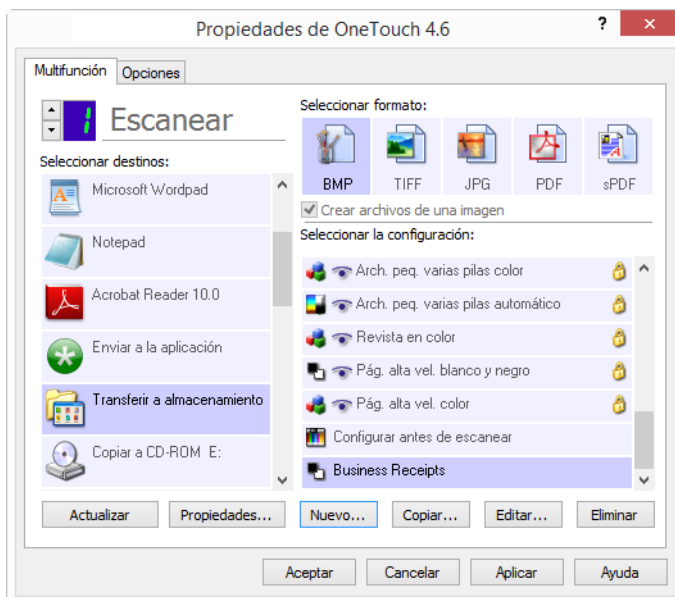 Propiedades de OneTouch 4.6
?
Multifunción
Opciones
1
Escanear
Seleccionar destinos:
Microsoft Wordpad
Notepad
Acrobat Reader 10.0
Enviar a la aplicación
Transferir a almacenamiento
Copiar a CD-ROM E:
Actualizar
Propiedades...
Seleccionar formato:
BMP
TIFF
JPG
PDF
sPDF
Crear archivos de una imagen
Seleccionar la configuración:
Arch. peq. varias pilas color
Arch. peq. varias pilas automático
Revista en color
Pág. alta vel. blanco y negro
Pág. alta vel. color
Configurar antes de escanear
Business Receipts
Nuevo...
Copiar...
Editar...
Eliminar
Aceptar
Cancelar
Aplicar
Ayuda